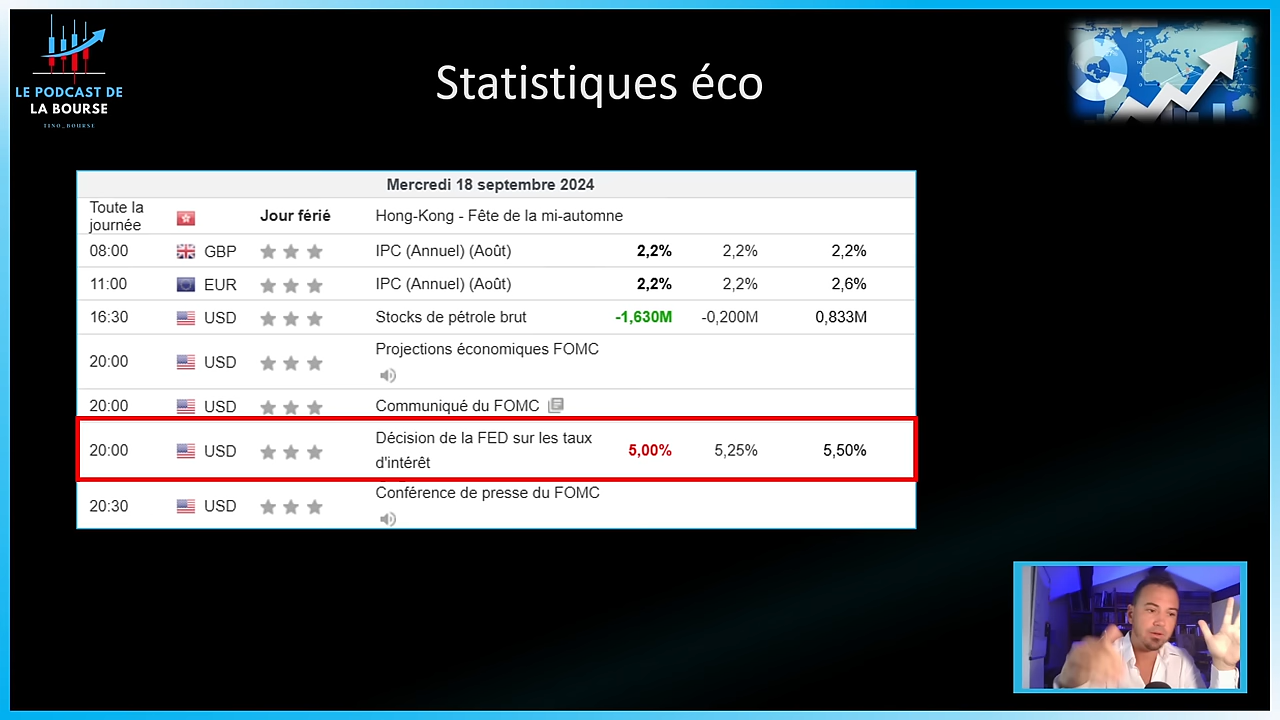 LE PODCAST DE
LA BOURSE
TINO_BOURSE
Statistiques éco
Mercredi 18 septembre 2024
Toute la journée Jour férié Hong-Kong - Fête de la mi-automne
08:00 GBP IPC (Annuel) (Août) 2,2% 2,2% 2,2%
11:00 EUR IPC (Annuel) (Août) 2,2% 2,2% 2,6%
16:30 USD Stocks de pétrole brut -1,630M -0,200M 0,833M
20:00 USD Projections économiques FOMC
20:00 USD Communiqué du FOMC
20:00 USD Décision de la FED sur les taux d'intérêt 5,00% 5,25% 5,50%
20:30 USD Conférence de presse du FOMC